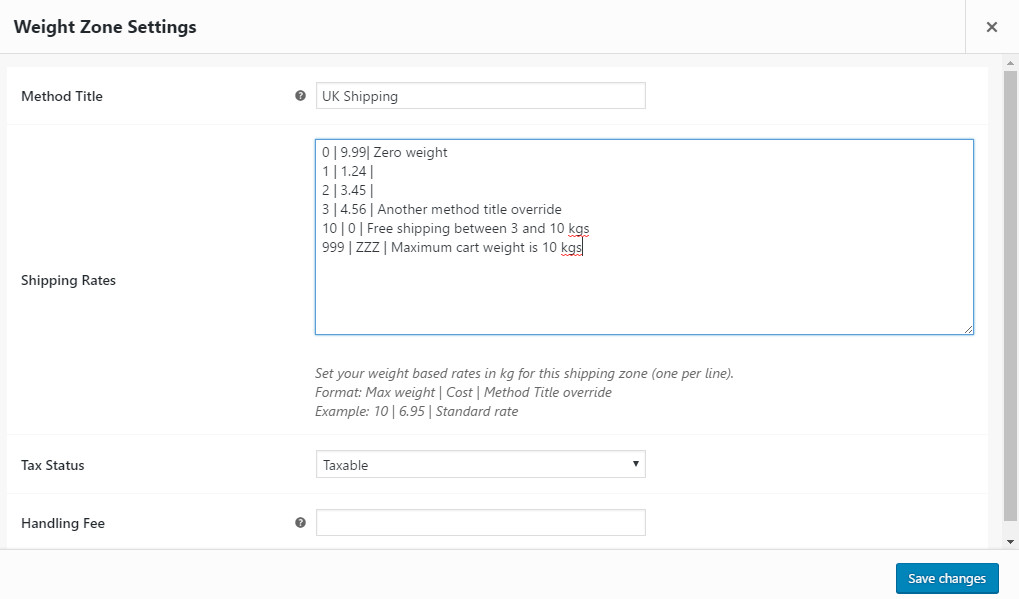 Weight Zone Settings
Method Title
UK Shipping
Shipping Rates
0 | 9.99| Zero weight
1 | 1.24 |
2 | 3.45 |
3 | 4.56 | Another method title override
10 | 0 | Free shipping between 3 and 10 kgs
999 | ZZZ | Maximum cart weight is 10 kgs
Set your weight based rates in kg for this shipping zone (one per line).
Format: Max weight | Cost | Method Title override
Example: 10 | 6.95 | Standard rate
Tax Status
Taxable
Handling Fee
Save changes